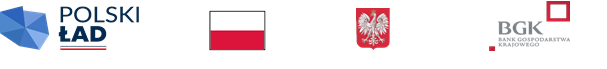 POLSKI
ŁAD
BGK
BANK GOSPODARSTWA
KRAJOWEGO